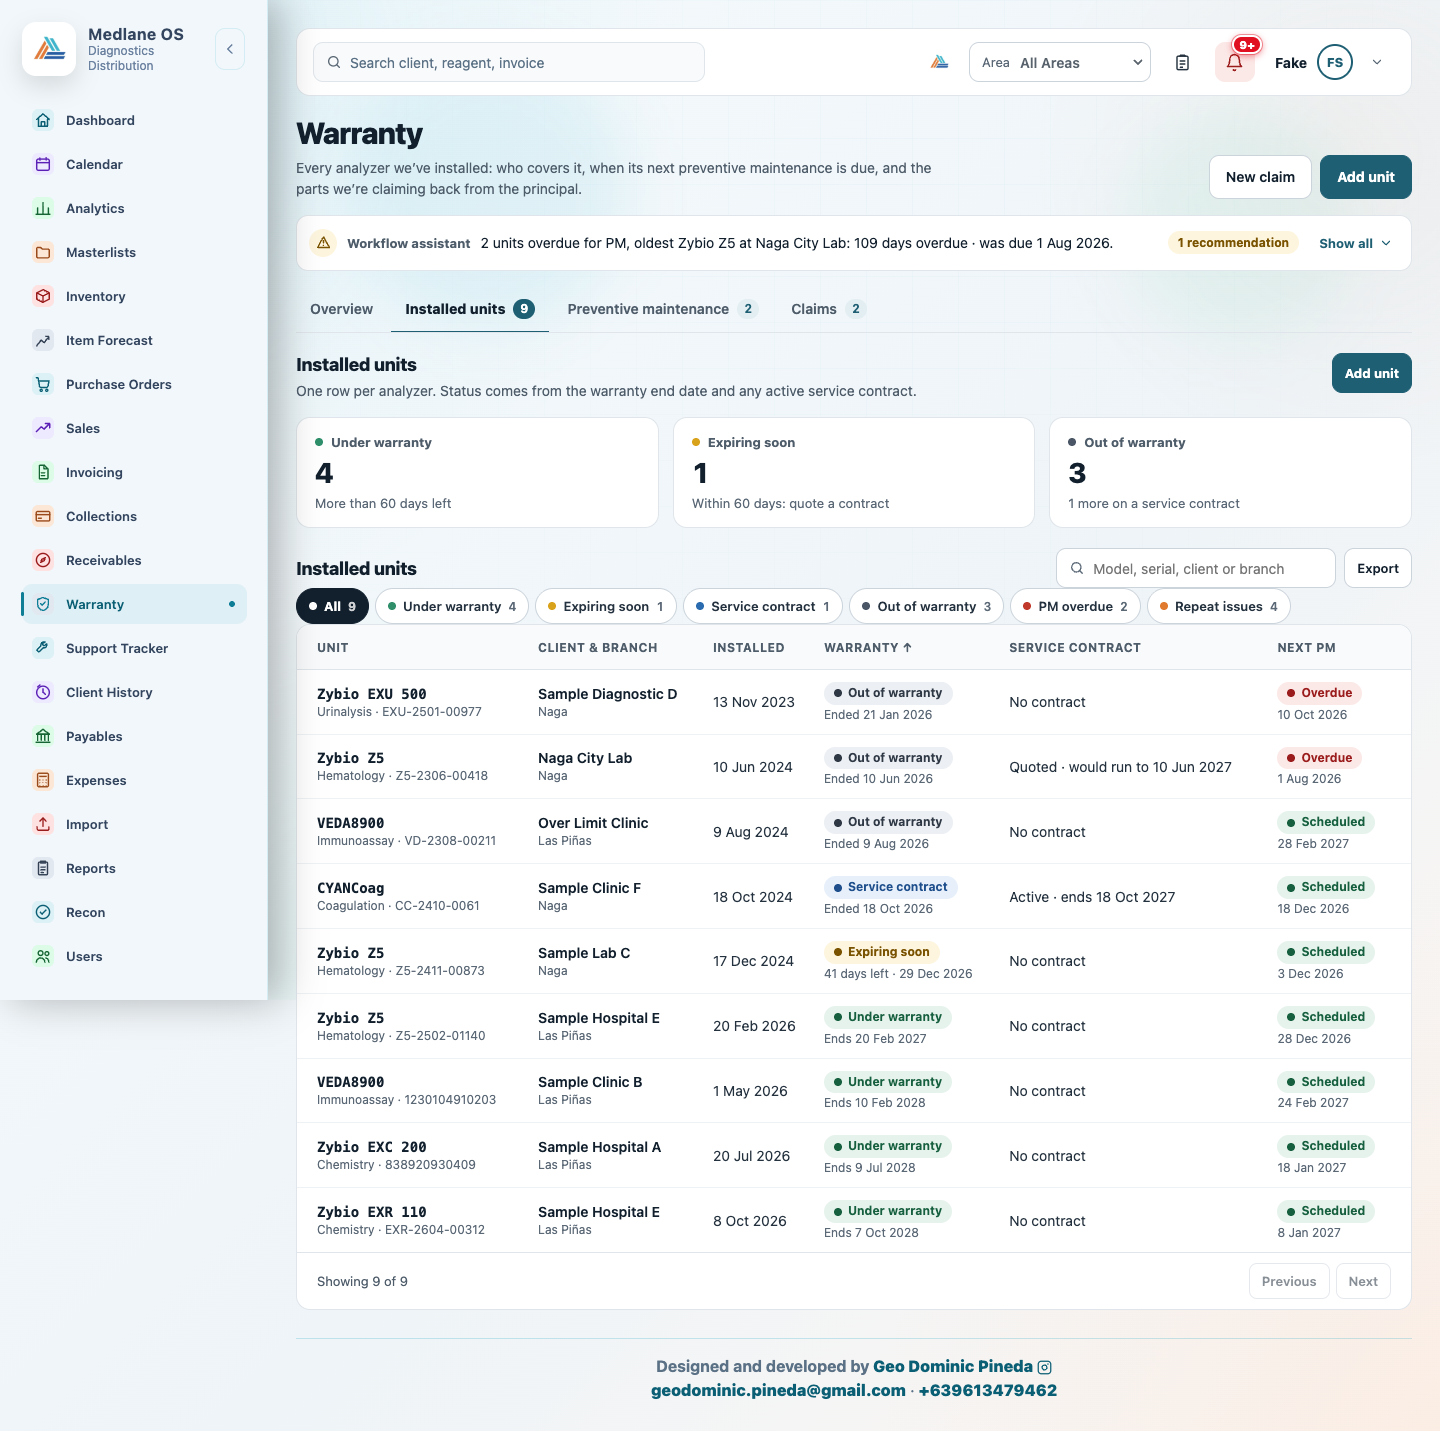 Medlane OS
Diagnostics
Distribution
Dashboard
Calendar
Analytics
Masterlists
Inventory
Item Forecast
Purchase Orders
Sales
Invoicing
Collections
Receivables
Warranty
Support Tracker
Client History
Payables
Expenses
Import
Reports
Recon
Users
Search client, reagent, invoice
Area All Areas
9+
Fake FS
Warranty
Every analyzer we've installed: who covers it, when its next preventive maintenance is due, and the
parts we're claiming back from the principal.
New claim
Add unit
Workflow assistant 2 units overdue for PM, oldest Zybio Z5 at Naga City Lab: 109 days overdue · was due 1 Aug 2026.
1 recommendation
Show all
Overview
Installed units 9
Preventive maintenance 2
Claims 2
Installed units
One row per analyzer. Status comes from the warranty end date and any active service contract.
Add unit
Under warranty
4
More than 60 days left
Expiring soon
1
Within 60 days: quote a contract
Out of warranty
3
1 more on a service contract
Installed units
Model, serial, client or branch
Export
All 9
Under warranty 4
Expiring soon 1
Service contract 1
Out of warranty 3
PM overdue 2
Repeat issues 4
UNIT CLIENT & BRANCH INSTALLED WARRANTY ↑ SERVICE CONTRACT NEXT PM
Zybio EXU 500 Sample Diagnostic D 13 Nov 2023 Out of warranty No contract Overdue
Urinalysis · EXU-2501-00977 Naga Ended 21 Jan 2026 10 Oct 2026
Zybio Z5 Naga City Lab 10 Jun 2024 Out of warranty Quoted · would run to 10 Jun 2027 Overdue
Hematology · Z5-2306-00418 Naga Ended 10 Jun 2026 1 Aug 2026
VEDA8900 Over Limit Clinic 9 Aug 2024 Out of warranty No contract Scheduled
Immunoassay · VD-2308-00211 Las Piñas Ended 9 Aug 2026 28 Feb 2027
CYANCoag Sample Clinic F 18 Oct 2024 Service contract Active · ends 18 Oct 2027 Scheduled
Coagulation · CC-2410-0061 Naga Ended 18 Oct 2026 18 Dec 2026
Zybio Z5 Sample Lab C 17 Dec 2024 Expiring soon No contract Scheduled
Hematology · Z5-2411-00873 Naga 41 days left · 29 Dec 2026 3 Dec 2026
Zybio Z5 Sample Hospital E 20 Feb 2026 Under warranty No contract Scheduled
Hematology · Z5-2502-01140 Las Piñas Ends 20 Feb 2027 28 Dec 2026
VEDA8900 Sample Clinic B 1 May 2026 Under warranty No contract Scheduled
Immunoassay · 1230104910203 Las Piñas Ends 10 Feb 2028 24 Feb 2027
Zybio EXC 200 Sample Hospital A 20 Jul 2026 Under warranty No contract Scheduled
Chemistry · 838920930409 Las Piñas Ends 9 Jul 2028 18 Jan 2027
Zybio EXR 110 Sample Hospital E 8 Oct 2026 Under warranty No contract Scheduled
Chemistry · EXR-2604-00312 Las Piñas Ends 7 Oct 2028 8 Jan 2027
Showing 9 of 9
Previous
Next
Designed and developed by Geo Dominic Pineda
geodominic.pineda@gmail.com · +639613479462